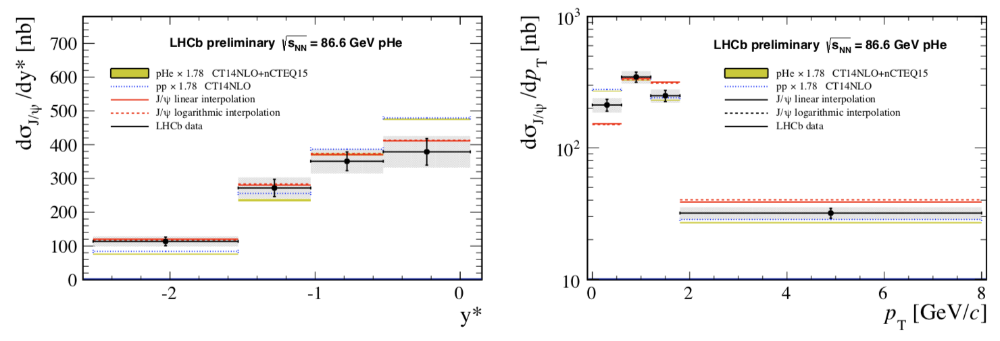 dσJ/ψ /dy* [nb]
700
600
500
400
300
200
100
0
LHCb preliminary √sNN = 86.6 GeV pHe
pHe × 1.78 CT14NLO+nCTEQ15
pp × 1.78 CT14NLO
J/ψ linear interpolation
J/ψ logarithmic interpolation
LHCb data
-2 -1 0
y*
dσJ/ψ /dpT [nb]
10³
10²
10
LHCb preliminary √sNN = 86.6 GeV pHe
pHe × 1.78 CT14NLO+nCTEQ15
pp × 1.78 CT14NLO
J/ψ linear interpolation
J/ψ logarithmic interpolation
LHCb data
0 2 4 6 8
pT [GeV/c]